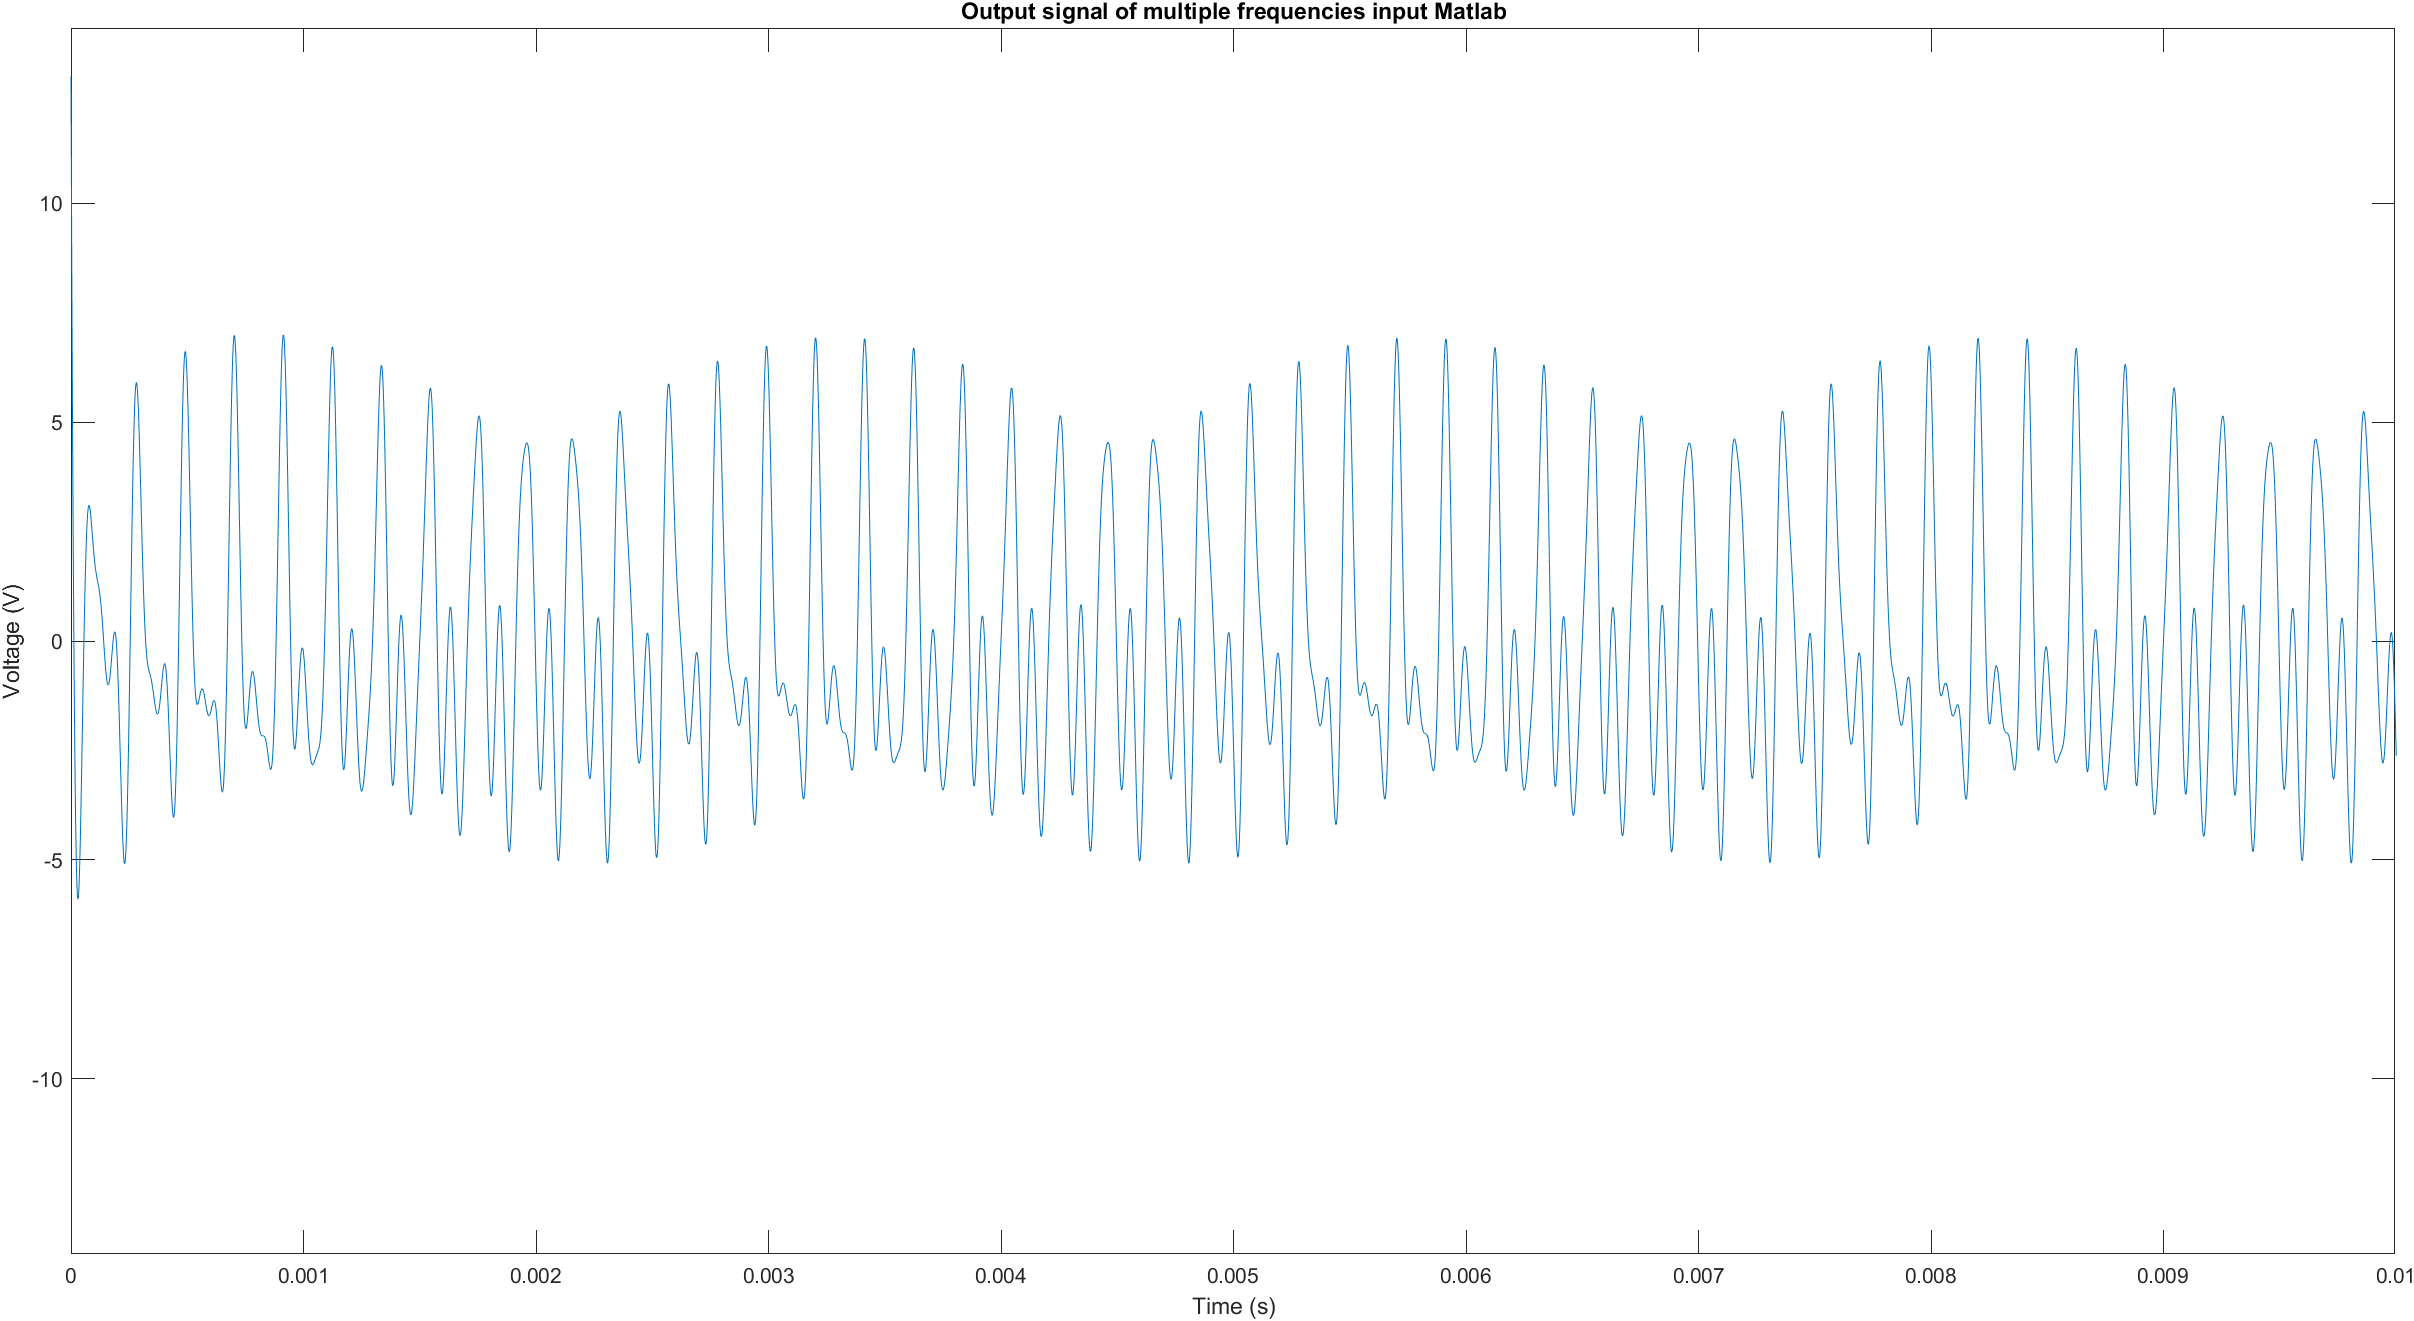 Output signal of multiple frequencies input Matlab
10
5
0
-5
-10
Voltage (V)
0 0.001 0.002 0.003 0.004 0.005 0.006 0.007 0.008 0.009 0.01
Time (s)